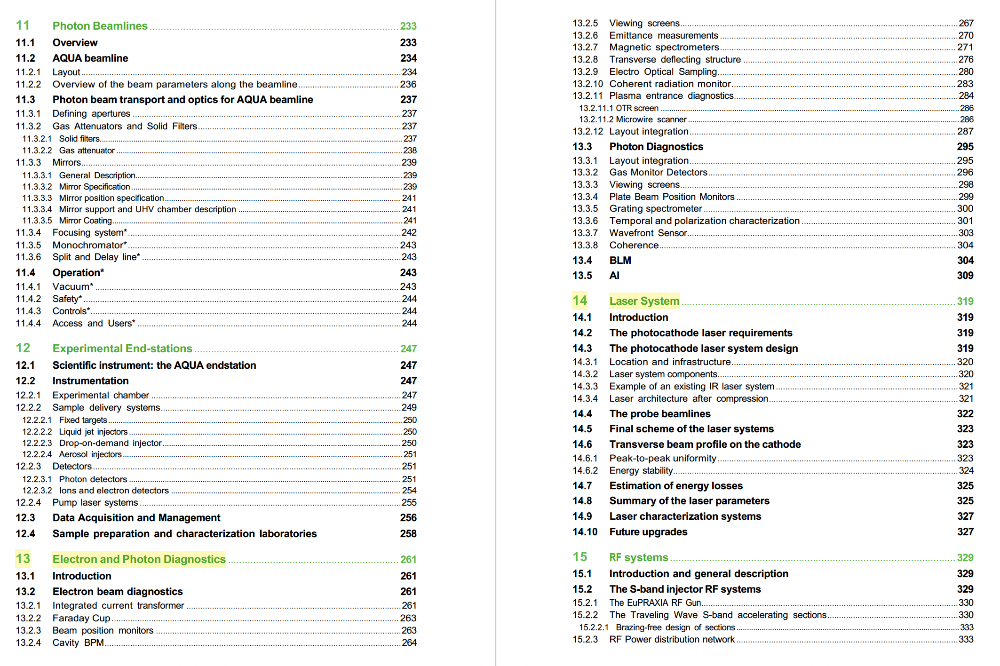 11 Photon Beamlines 233
11.1 Overview 233
11.2 AQUA beamline 234
11.2.1 Layout 234
11.2.2 Overview of the beam parameters along the beamline 236
11.3 Photon beam transport and optics for AQUA beamline 237
11.3.1 Defining apertures 237
11.3.2 Gas Attenuators and Solid Filters 237
11.3.2.1 Solid filters 237
11.3.2.2 Gas attenuator 238
11.3.3 Mirrors 239
11.3.3.1 General Description 239
11.3.3.2 Mirror Specification 239
11.3.3.3 Mirror position specification 241
11.3.3.4 Mirror support and UHV chamber description 241
11.3.3.5 Mirror Coating 241
11.3.4 Focusing system* 242
11.3.5 Monochromator* 243
11.3.6 Split and Delay line* 243
11.4 Operation* 243
11.4.1 Vacuum* 243
11.4.2 Safety* 244
11.4.3 Controls* 244
11.4.4 Access and Users* 244
12 Experimental End-stations 247
12.1 Scientific instrument: the AQUA endstation 247
12.2 Instrumentation 247
12.2.1 Experimental chamber 247
12.2.2 Sample delivery systems 249
12.2.2.1 Fixed targets 250
12.2.2.2 Liquid jet injectors 250
12.2.2.3 Drop-on-demand injector 250
12.2.2.4 Aerosol injectors 251
12.2.3 Detectors 251
12.2.3.1 Photon detectors 251
12.2.3.2 Ions and electron detectors 254
12.2.4 Pump laser systems 255
12.3 Data Acquisition and Management 256
12.4 Sample preparation and characterization laboratories 258
13 Electron and Photon Diagnostics 261
13.1 Introduction 261
13.2 Electron beam diagnostics 261
13.2.1 Integrated current transformer 261
13.2.2 Faraday Cup 263
13.2.3 Beam position monitors 263
13.2.4 Cavity BPM 264
13.2.5 Viewing screens 267
13.2.6 Emittance measurements 270
13.2.7 Magnetic spectrometers 271
13.2.8 Transverse deflecting structure 276
13.2.9 Electro Optical Sampling 280
13.2.10 Coherent radiation monitor 283
13.2.11 Plasma entrance diagnostics 284
13.2.11.1 OTR screen 286
13.2.11.2 Microwire scanner 286
13.2.12 Layout integration 287
13.3 Photon Diagnostics 295
13.3.1 Layout integration 295
13.3.2 Gas Monitor Detectors 296
13.3.3 Viewing screens 298
13.3.4 Plate Beam Position Monitors 299
13.3.5 Grating spectrometer 300
13.3.6 Temporal and polarization characterization 301
13.3.7 Wavefront Sensor 303
13.3.8 Coherence 304
13.4 BLM 304
13.5 AI 309
14 Laser System 319
14.1 Introduction 319
14.2 The photocathode laser requirements 319
14.3 The photocathode laser system design 319
14.3.1 Location and infrastructure 320
14.3.2 Laser system components 320
14.3.3 Example of an existing IR laser system 321
14.3.4 Laser architecture after compression 321
14.4 The probe beamlines 322
14.5 Final scheme of the laser systems 323
14.6 Transverse beam profile on the cathode 323
14.6.1 Peak-to-peak uniformity 323
14.6.2 Energy stability 324
14.7 Estimation of energy losses 325
14.8 Summary of the laser parameters 325
14.9 Laser characterization systems 327
14.10 Future upgrades 327
15 RF systems 329
15.1 Introduction and general description 329
15.2 The S-band injector RF systems 329
15.2.1 The EuPRAXIA RF Gun 330
15.2.2 The Traveling Wave S-band accelerating sections 330
15.2.2.1 Brazing-free design of sections 333
15.2.3 RF Power distribution network 333